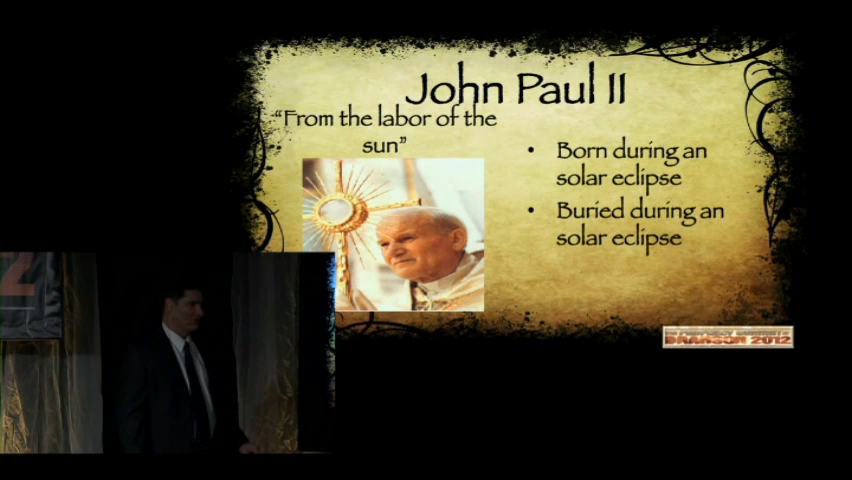 John Paul II
"From the labor of the
sun"
• Born during an
solar eclipse
• Buried during an
solar eclipse
BRANSON 2012
2